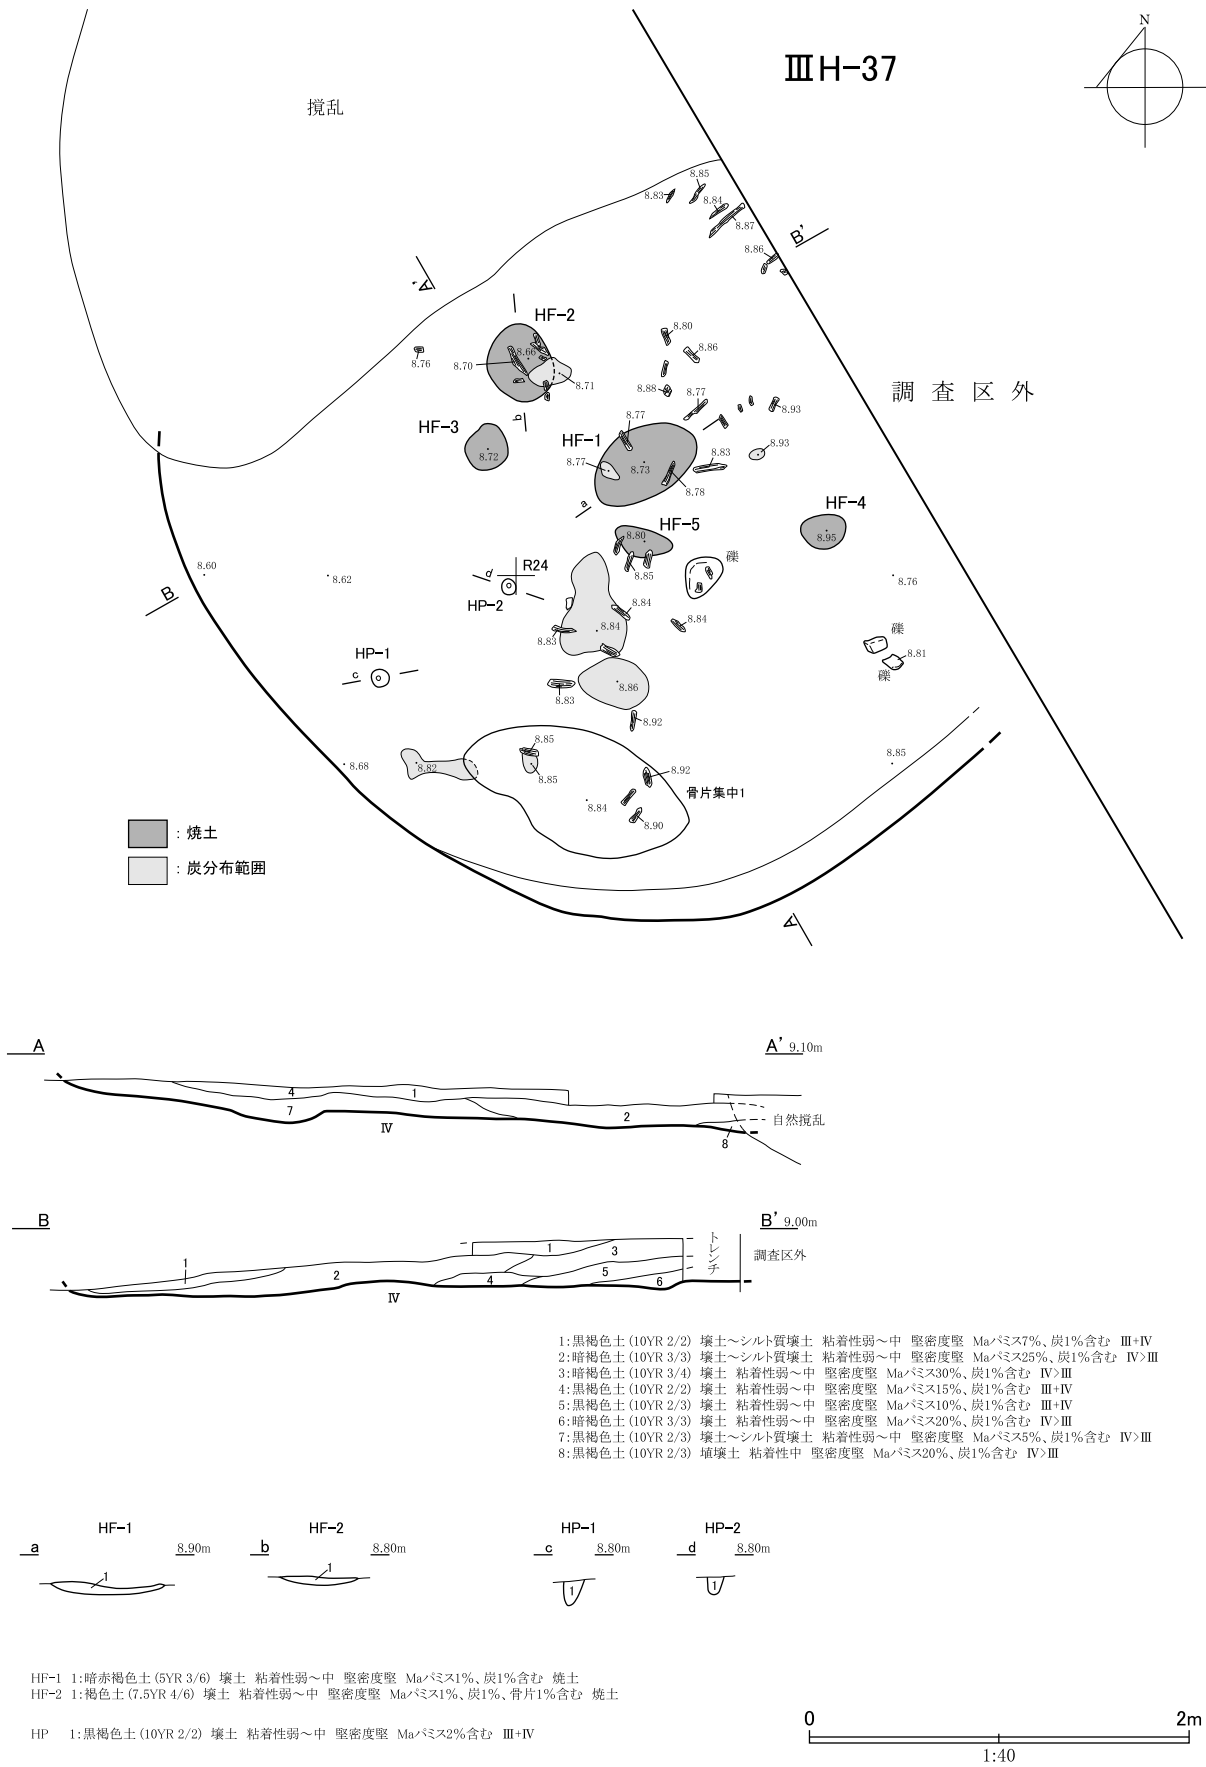 ⅢH-37
N
撹乱
8.85
8.83
8.84
8.87
B'
8.86
A'
HF-2
8.80
8.66
8.86
8.76
8.70
8.71
8.88
8.77
調査区外
b
8.77
8.93
HF-3
HF-1
8.93
8.72
8.77
8.73
8.83
8.78
a
HF-4
HF-5
8.95
8.80
R24
礫
8.60
8.62
d
8.85
8.76
B
HP-2
8.84
8.84
8.84
8.83
礫
HP-1
8.81
c
礫
8.86
8.83
8.92
8.85
8.85
8.68
8.82
8.85
8.92
骨片集中1
8.84
8.90
:焼土
:炭分布範囲
A
A
A' 9.10m
4
1
7
2
自然撹乱
Ⅳ
8
B
B' 9.00m
トレンチ
1
3
調査区外
1
2
5
4
6
Ⅳ
1:黒褐色土(10YR 2/2) 壌土～シルト質壌土 粘着性弱～中 堅密度堅 Maパミス7%、炭1%含む Ⅲ+Ⅳ
2:暗褐色土(10YR 3/3) 壌土～シルト質壌土 粘着性弱～中 堅密度堅 Maパミス25%、炭1%含む Ⅳ>Ⅲ
3:暗褐色土(10YR 3/4) 壌土 粘着性弱～中 堅密度堅 Maパミス30%、炭1%含む Ⅳ>Ⅲ
4:黒褐色土(10YR 2/2) 壌土 粘着性弱～中 堅密度堅 Maパミス15%、炭1%含む Ⅲ+Ⅳ
5:黒褐色土(10YR 2/3) 壌土 粘着性弱～中 堅密度堅 Maパミス10%、炭1%含む Ⅲ+Ⅳ
6:暗褐色土(10YR 3/3) 壌土 粘着性弱～中 堅密度堅 Maパミス20%、炭1%含む Ⅳ>Ⅲ
7:黒褐色土(10YR 2/3) 壌土～シルト質壌土 粘着性弱～中 堅密度堅 Maパミス5%、炭1%含む Ⅳ>Ⅲ
8:黒褐色土(10YR 2/3) 埴壌土 粘着性中 堅密度堅 Maパミス20%、炭1%含む Ⅳ>Ⅲ
HF-1
a 8.90m
1
HF-2
b 8.80m
1
HP-1
c 8.80m
1
HP-2
d 8.80m
1
HF-1 1:暗赤褐色土(5YR 3/6) 壌土 粘着性弱～中 堅密度堅 Maパミス1%、炭1%含む 焼土
HF-2 1:褐色土(7.5YR 4/6) 壌土 粘着性弱～中 堅密度堅 Maパミス1%、炭1%、骨片1%含む 焼土
HP 1:黒褐色土(10YR 2/2) 壌土 粘着性弱～中 堅密度堅 Maパミス2%含む Ⅲ+Ⅳ
0 2m
1:40